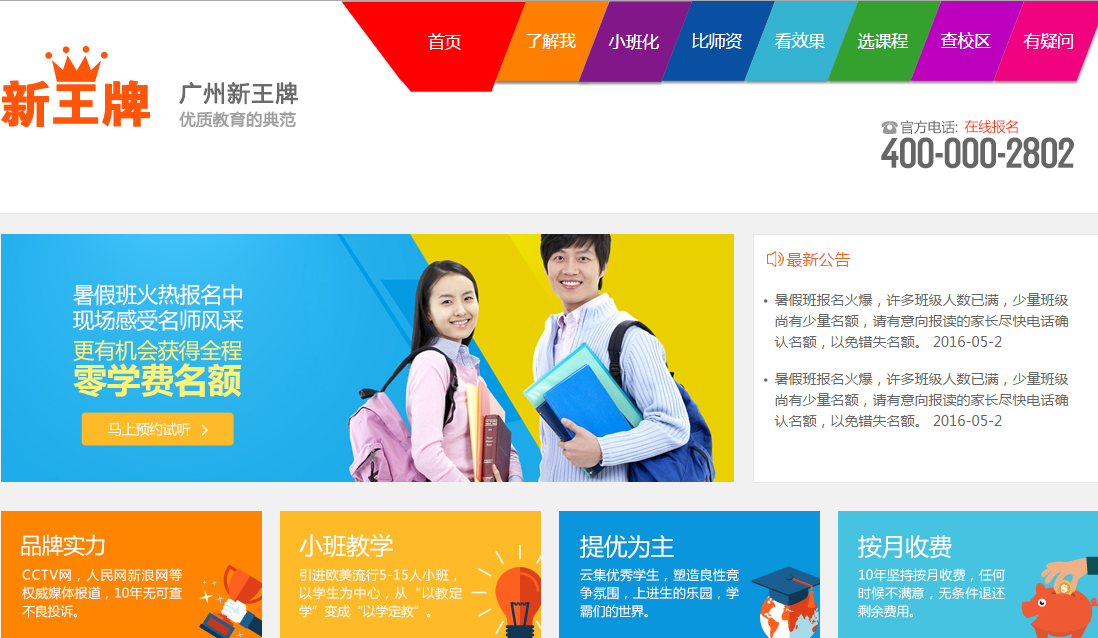 首页
了解我
小班化
比师资
看效果
选课程
查校区
有疑问
新王牌
广州新王牌
优质教育的典范
官方电话: 在线报名
400-000-2802
暑假班火热报名中
现场感受名师风采
更有机会获得全程
零学费名额
马上预约试听
最新公告
暑假班报名火爆，许多班级人数已满，少量班级
尚有少量名额，请有意向报读的家长尽快电话确
认名额，以免错失名额。 2016-05-2
暑假班报名火爆，许多班级人数已满，少量班级
尚有少量名额，请有意向报读的家长尽快电话确
认名额，以免错失名额。 2016-05-2
品牌实力
CCTV网，人民网新浪网等
权威媒体报道，10年无可查
不良投诉。
小班教学
引进欧美流行5-15人小班，
以学生为中心，从“以教定
学”变成“以学定教”。
提优为主
云集优秀学生，塑造良性竞
争氛围，上进生的乐园，学
霸们的世界。
按月收费
10年坚持按月收费，任何
时候不满意，无条件退还
剩余费用。